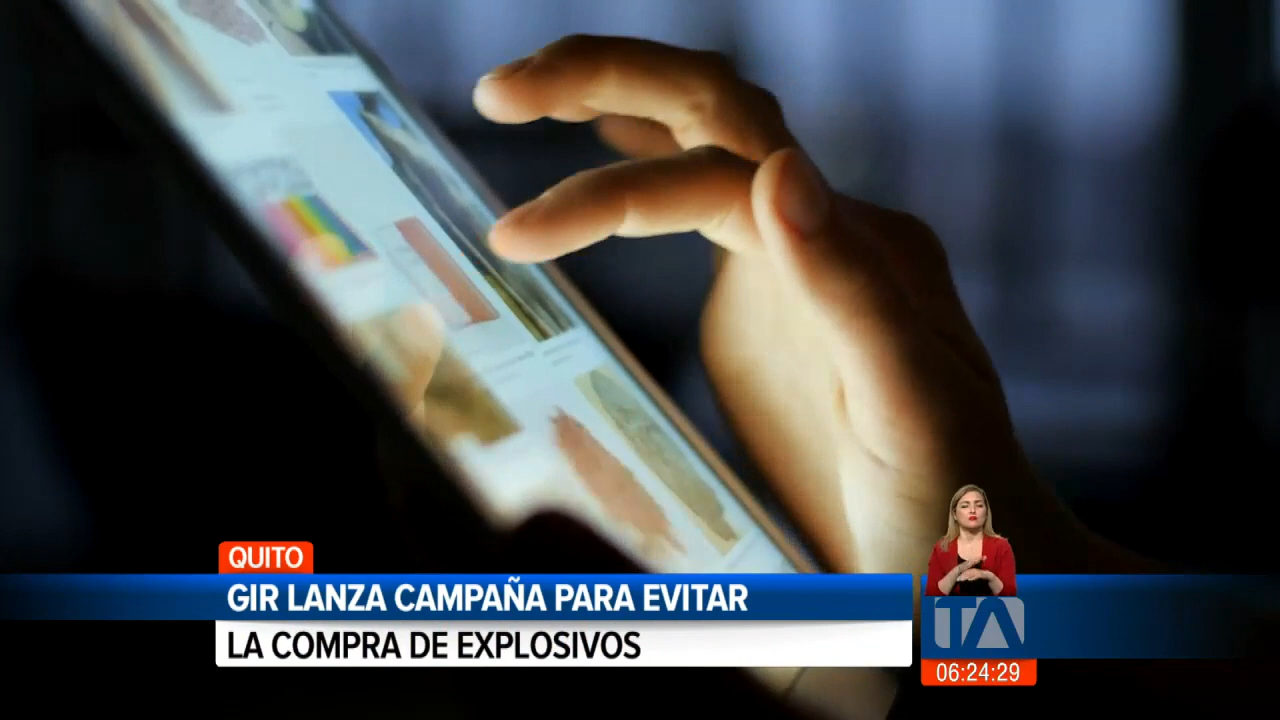 QUITO
GIR LANZA CAMPAÑA PARA EVITAR
LA COMPRA DE EXPLOSIVOS
TA
06:24:29